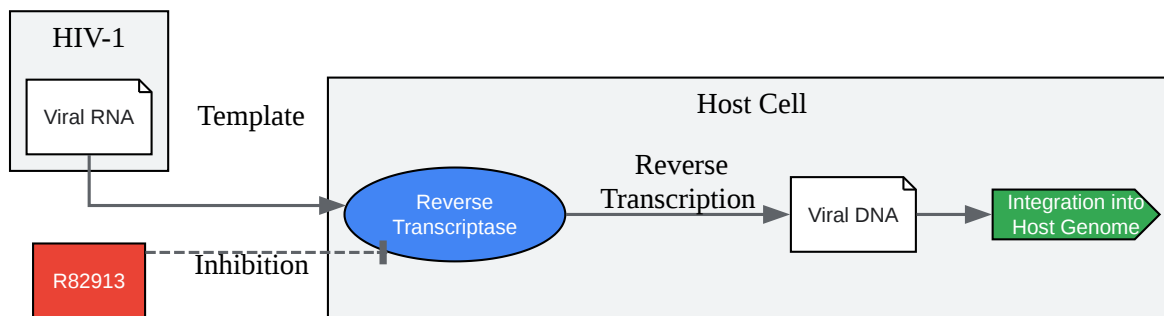 HIV-1
Viral RNA
Template
Host Cell
Reverse
Transcription
Reverse
Transcriptase
Viral DNA
Integration into
Host Genome
R82913
Inhibition